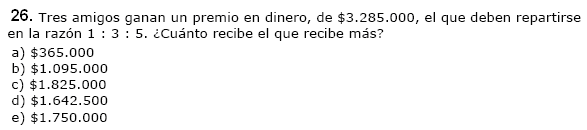 26. Tres amigos ganan un premio en dinero, de $3.285.000, el que deben repartirse
en la razón 1 : 3 : 5. ¿Cuánto recibe el que recibe más?
a) $365.000
b) $1.095.000
c) $1.825.000
d) $1.642.500
e) $1.750.000